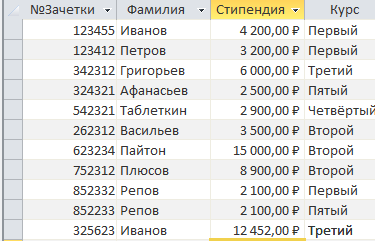 №Зачетки Фамилия Стипендия Курс
123455 Иванов 4 200,00 ₽ Первый
123412 Петров 3 200,00 ₽ Первый
342312 Григорьев 6 000,00 ₽ Третий
324321 Афанасьев 2 500,00 ₽ Пятый
542321 Таблеткин 2 900,00 ₽ Четвёртый
262312 Васильев 3 500,00 ₽ Второй
623234 Пайтон 15 000,00 ₽ Второй
752312 Плюсов 8 900,00 ₽ Второй
852332 Репов 2 100,00 ₽ Первый
852233 Репов 2 100,00 ₽ Пятый
325623 Иванов 12 452,00 ₽ Третий